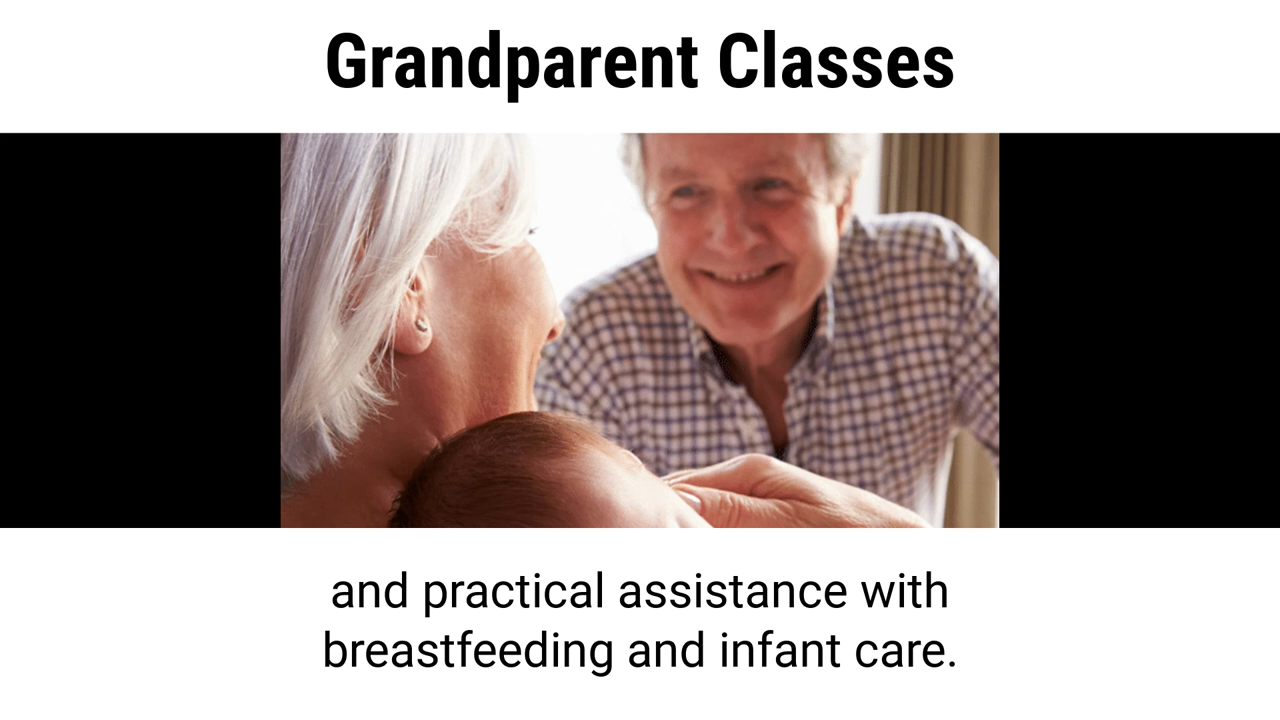 Grandparent Classes
and practical assistance with
breastfeeding and infant care.